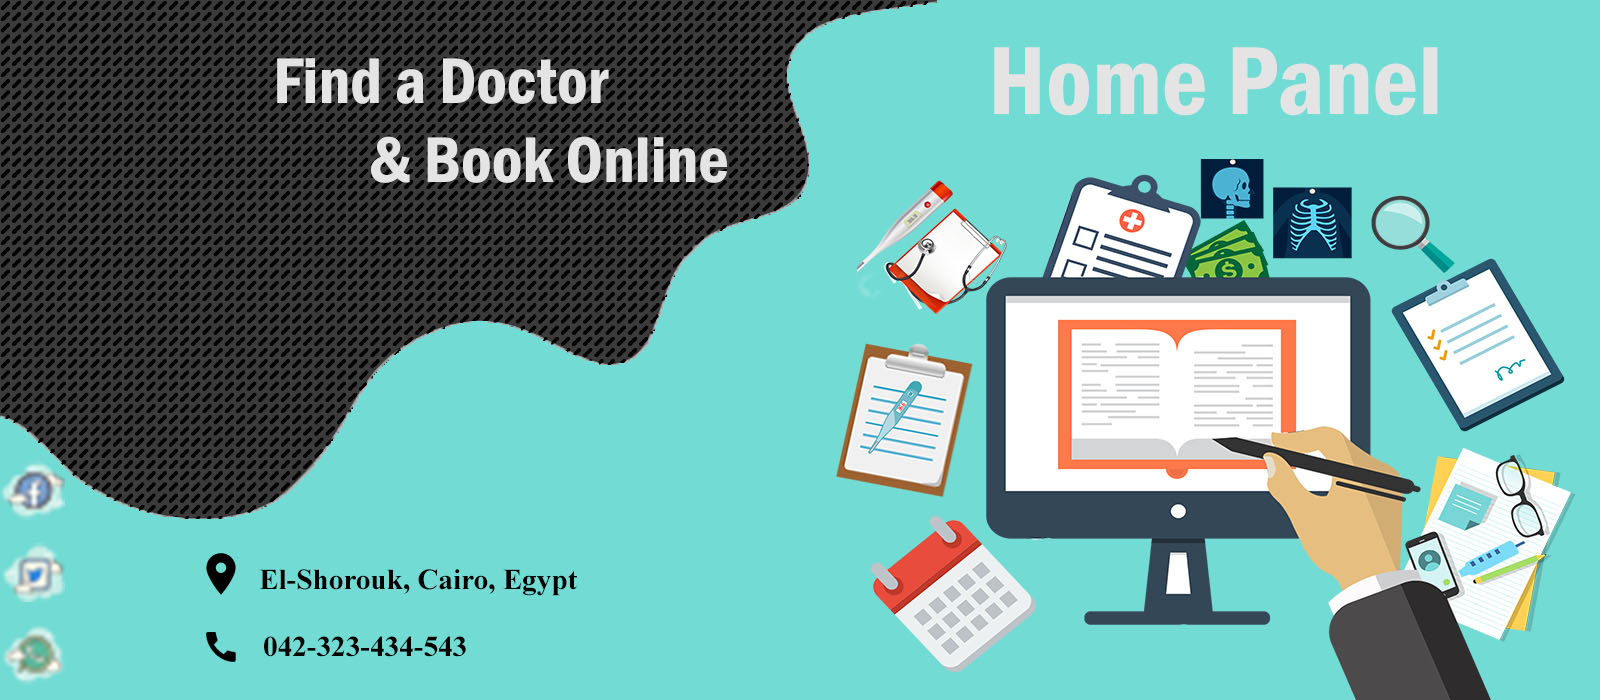 Find a Doctor
& Book Online
Home Panel
El-Shorouk, Cairo, Egypt
042-323-434-543